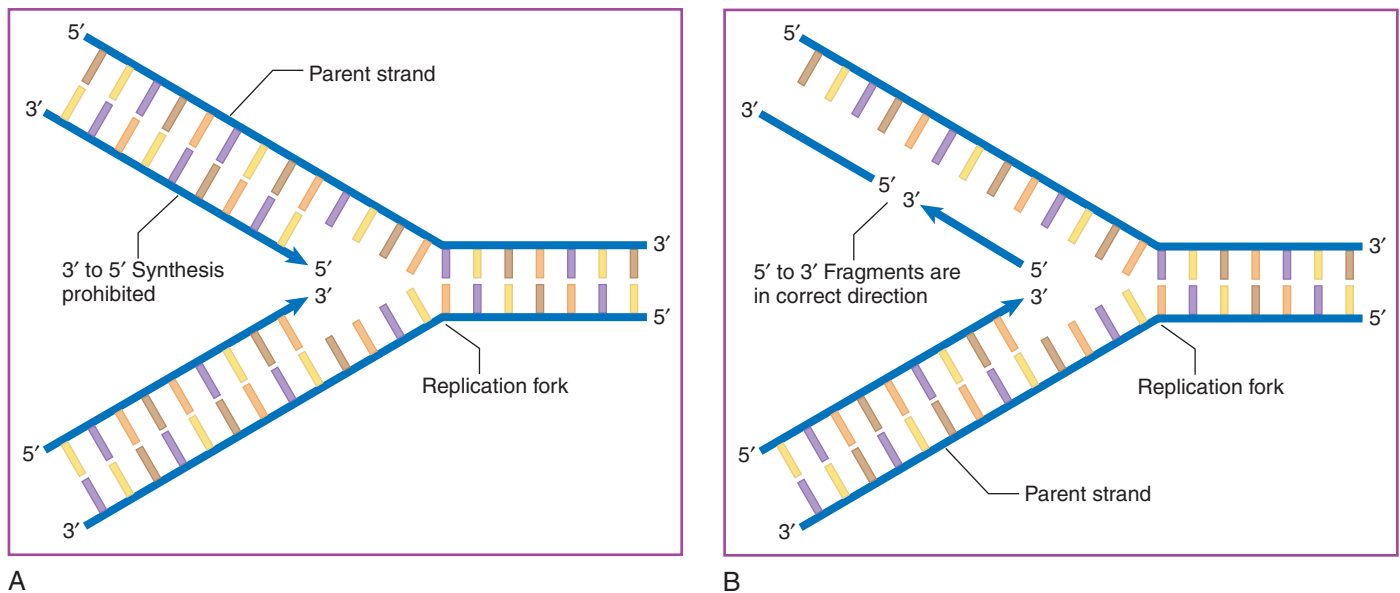 5′
3′
Parent strand
3′ to 5′ Synthesis
prohibited
5′
3′
3′
5′
Replication fork
5′
3′
A
5′
3′
5′
3′
5′ to 3′ Fragments are
in correct direction
5′
3′
3′
5′
Replication fork
5′
Parent strand
3′
B